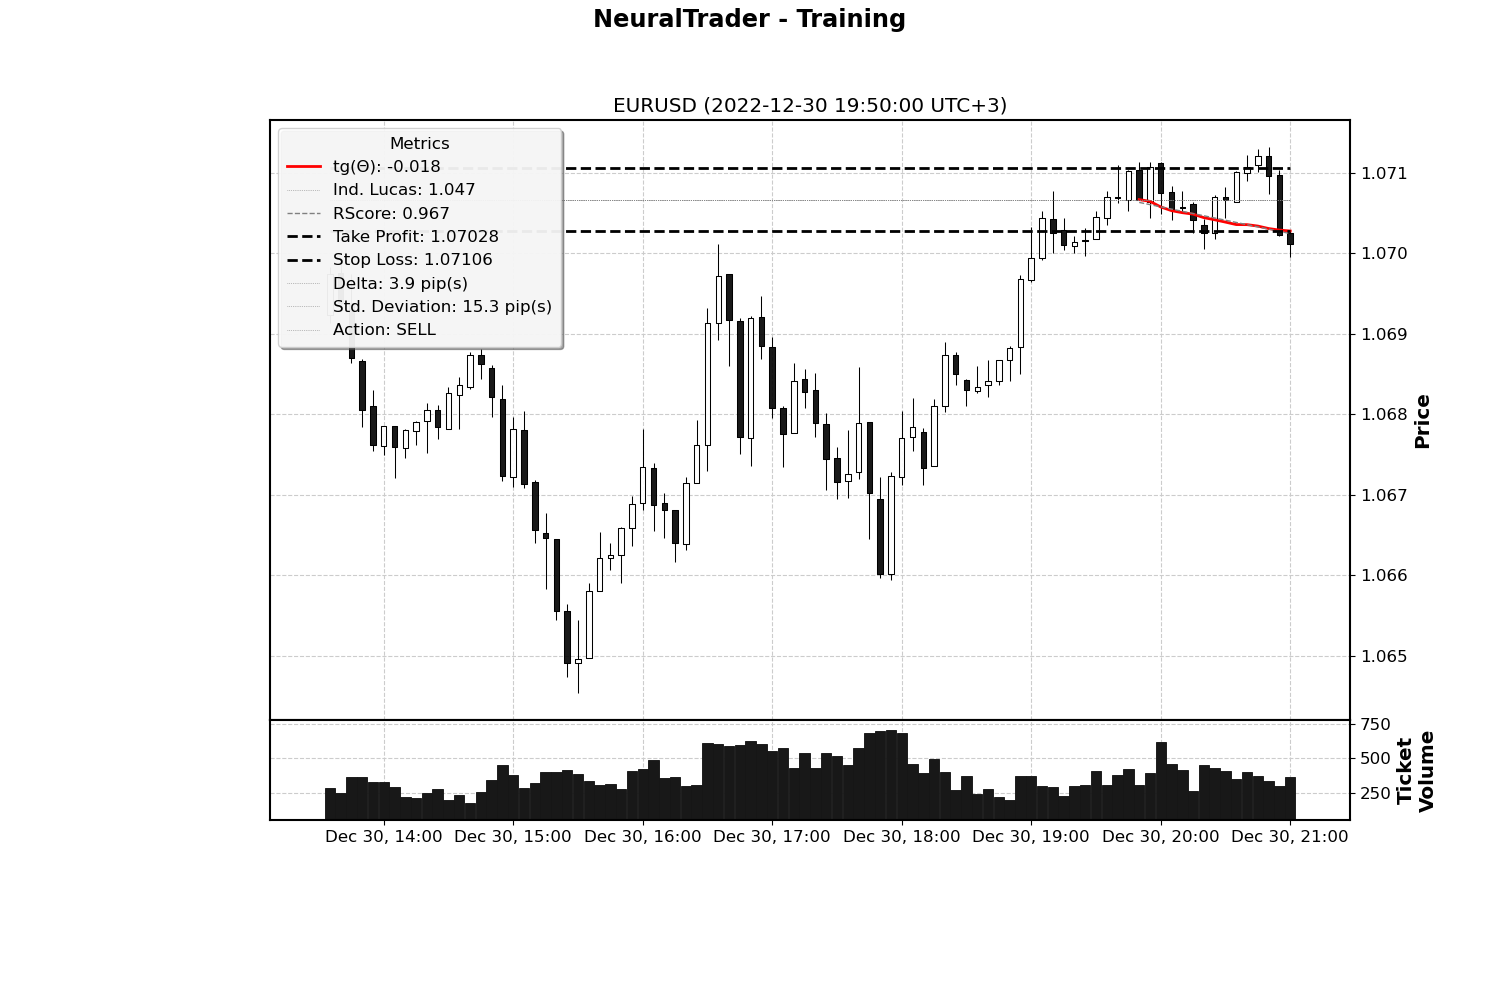 NeuralTrader - Training
EURUSD (2022-12-30 19:50:00 UTC+3)
Metrics
tg(Θ): -0.018
Ind. Lucas: 1.047
RScore: 0.967
Take Profit: 1.07028
Stop Loss: 1.07106
Delta: 3.9 pip(s)
Std. Deviation: 15.3 pip(s)
Action: SELL
1.071
1.070
1.069
1.068
1.067
1.066
1.065
Price
750
500
250
Ticket
Volume
Dec 30, 14:00 Dec 30, 15:00 Dec 30, 16:00 Dec 30, 17:00 Dec 30, 18:00 Dec 30, 19:00 Dec 30, 20:00 Dec 30, 21:00